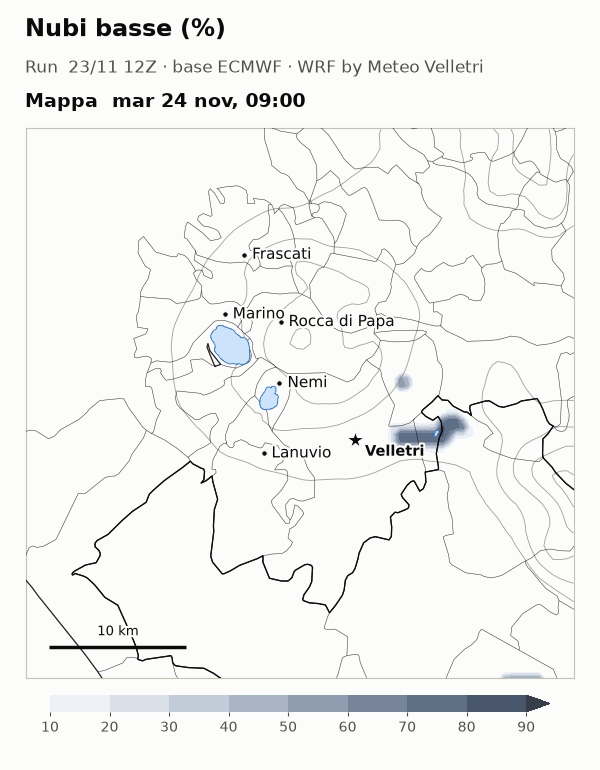 Nubi basse (%)
Run  23/11 12Z · base ECMWF · WRF by Meteo Velletri
Mappa  mar 24 nov, 09:00
Frascati
Marino
Rocca di Papa
Nemi
Velletri
Lanuvio
10 km
10 20 30 40 50 60 70 80 90